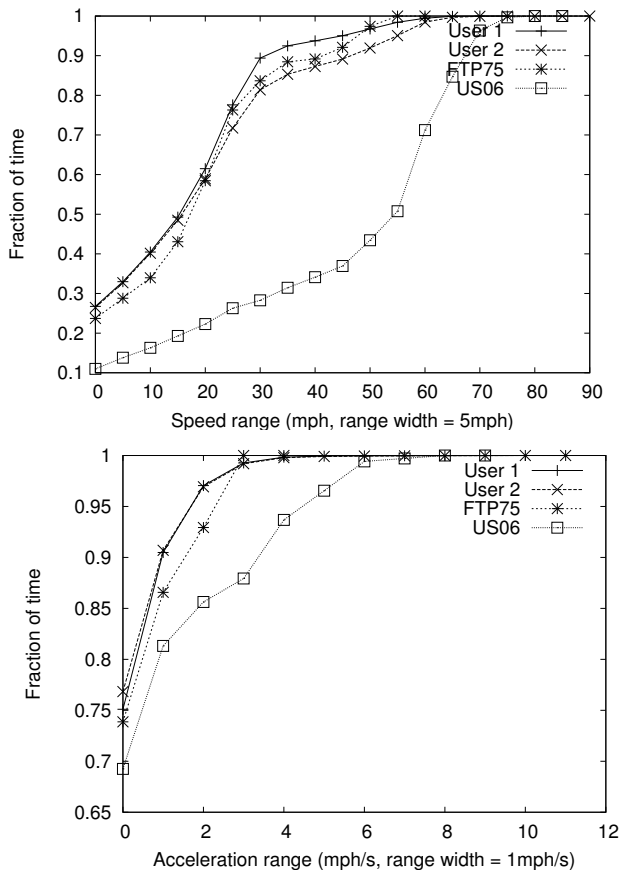 1
0.9
0.8
0.7
0.6
0.5
0.4
0.3
0.2
0.1
Fraction of time
User 1
User 2
FTP75
US06
0 10 20 30 40 50 60 70 80 90
Speed range (mph, range width = 5mph)
1
0.95
0.9
0.85
0.8
0.75
0.7
0.65
Fraction of time
User 1
User 2
FTP75
US06
0 2 4 6 8 10 12
Acceleration range (mph/s, range width = 1mph/s)